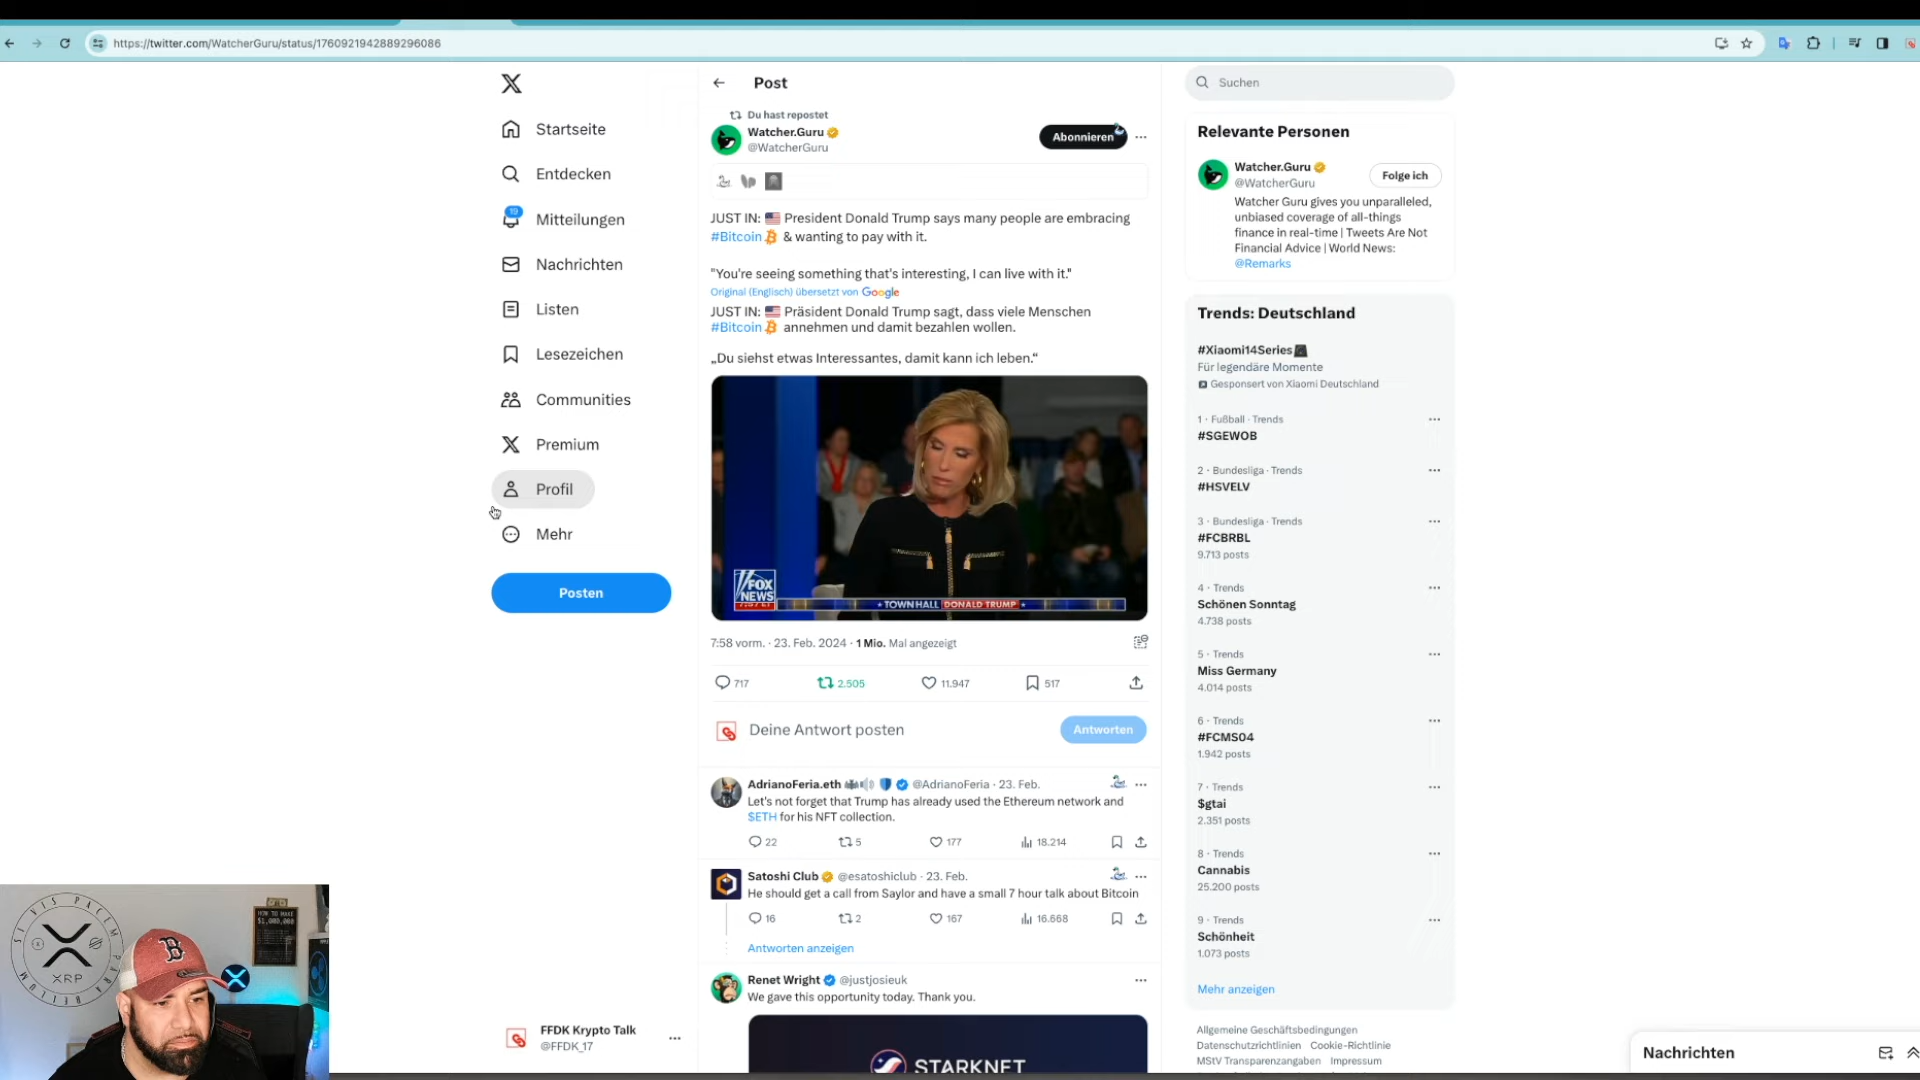 https://twitter.com/WatcherGuru/status/1760921942889296086
Startseite
Entdecken
19
Mitteilungen
Nachrichten
Listen
Lesezeichen
Communities
Premium
Profil
Mehr
Posten
FFDK Krypto Talk
@FFDK_17
Post
Du hast repostet
Watcher.Guru
@WatcherGuru
Abonnieren
JUST IN: 🇺🇸 President Donald Trump says many people are embracing
#Bitcoin & wanting to pay with it.
"You're seeing something that's interesting, I can live with it."
Original (Englisch) übersetzt von Google
JUST IN: 🇺🇸 Präsident Donald Trump sagt, dass viele Menschen
#Bitcoin annehmen und damit bezahlen wollen.
„Du siehst etwas Interessantes, damit kann ich leben.“
FOX
NEWS
TOWN HALL DONALD TRUMP
7:58 vorm. · 23. Feb. 2024 · 1 Mio. Mal angezeigt
717 2.505 11.947 517
Deine Antwort posten
Antworten
AdrianoFeria.eth @AdrianoFeria · 23. Feb.
Let's not forget that Trump has already used the Ethereum network and
$ETH for his NFT collection.
22 5 177 18.214
Satoshi Club @esatoshiclub · 23. Feb.
He should get a call from Saylor and have a small 7 hour talk about Bitcoin
16 2 167 16.668
Antworten anzeigen
Renet Wright @justjosieuk
We gave this opportunity today. Thank you.
STARKNET
Suchen
Relevante Personen
Watcher.Guru
@WatcherGuru
Folge ich
Watcher Guru gives you unparalleled,
unbiased coverage of all-things
finance in real-time | Tweets Are Not
Financial Advice | World News:
@Remarks
Trends: Deutschland
#Xiaomi14Series
Für legendäre Momente
Gesponsert von Xiaomi Deutschland
1 · Fußball · Trends
#SGEWOB
2 · Bundesliga · Trends
#HSVELV
3 · Bundesliga · Trends
#FCBRBL
9.713 posts
4 · Trends
Schönen Sonntag
4.738 posts
5 · Trends
Miss Germany
4.014 posts
6 · Trends
#FCMS04
1.942 posts
7 · Trends
$gtai
2.351 posts
8 · Trends
Cannabis
25.200 posts
9 · Trends
Schönheit
1.073 posts
Mehr anzeigen
Allgemeine Geschäftsbedingungen
Datenschutzrichtlinien Cookie-Richtlinie
MStV Transparenzangaben Impressum
Nachrichten
SI VIS PACEM PARA BELLUM
XRP
HOW TO MAKE
$1,000,000
B